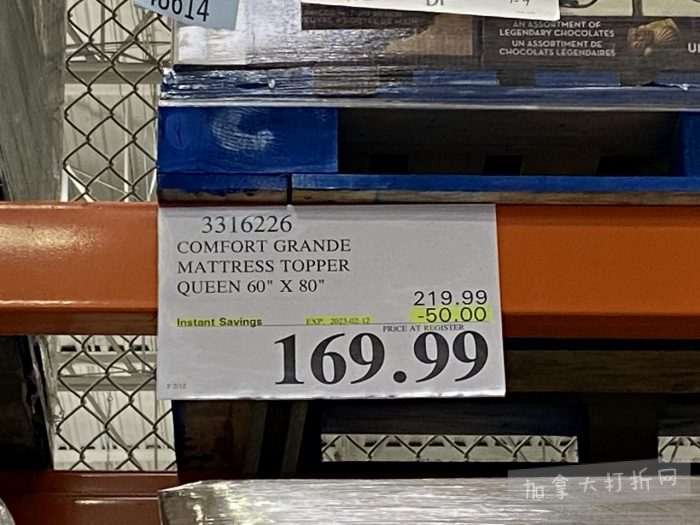 16614
AN ASSORTMENT OF
LEGENDARY CHOCOLATES
UN ASSORTIMENT DE
CHOCOLATS LÉGENDAIRES
3316226
COMFORT GRANDE
MATTRESS TOPPER
QUEEN 60" X 80"
219.99
Instant Savings EXP. 2023-02-12 -50.00
PRICE AT REGISTER
169.99
加拿大打折网